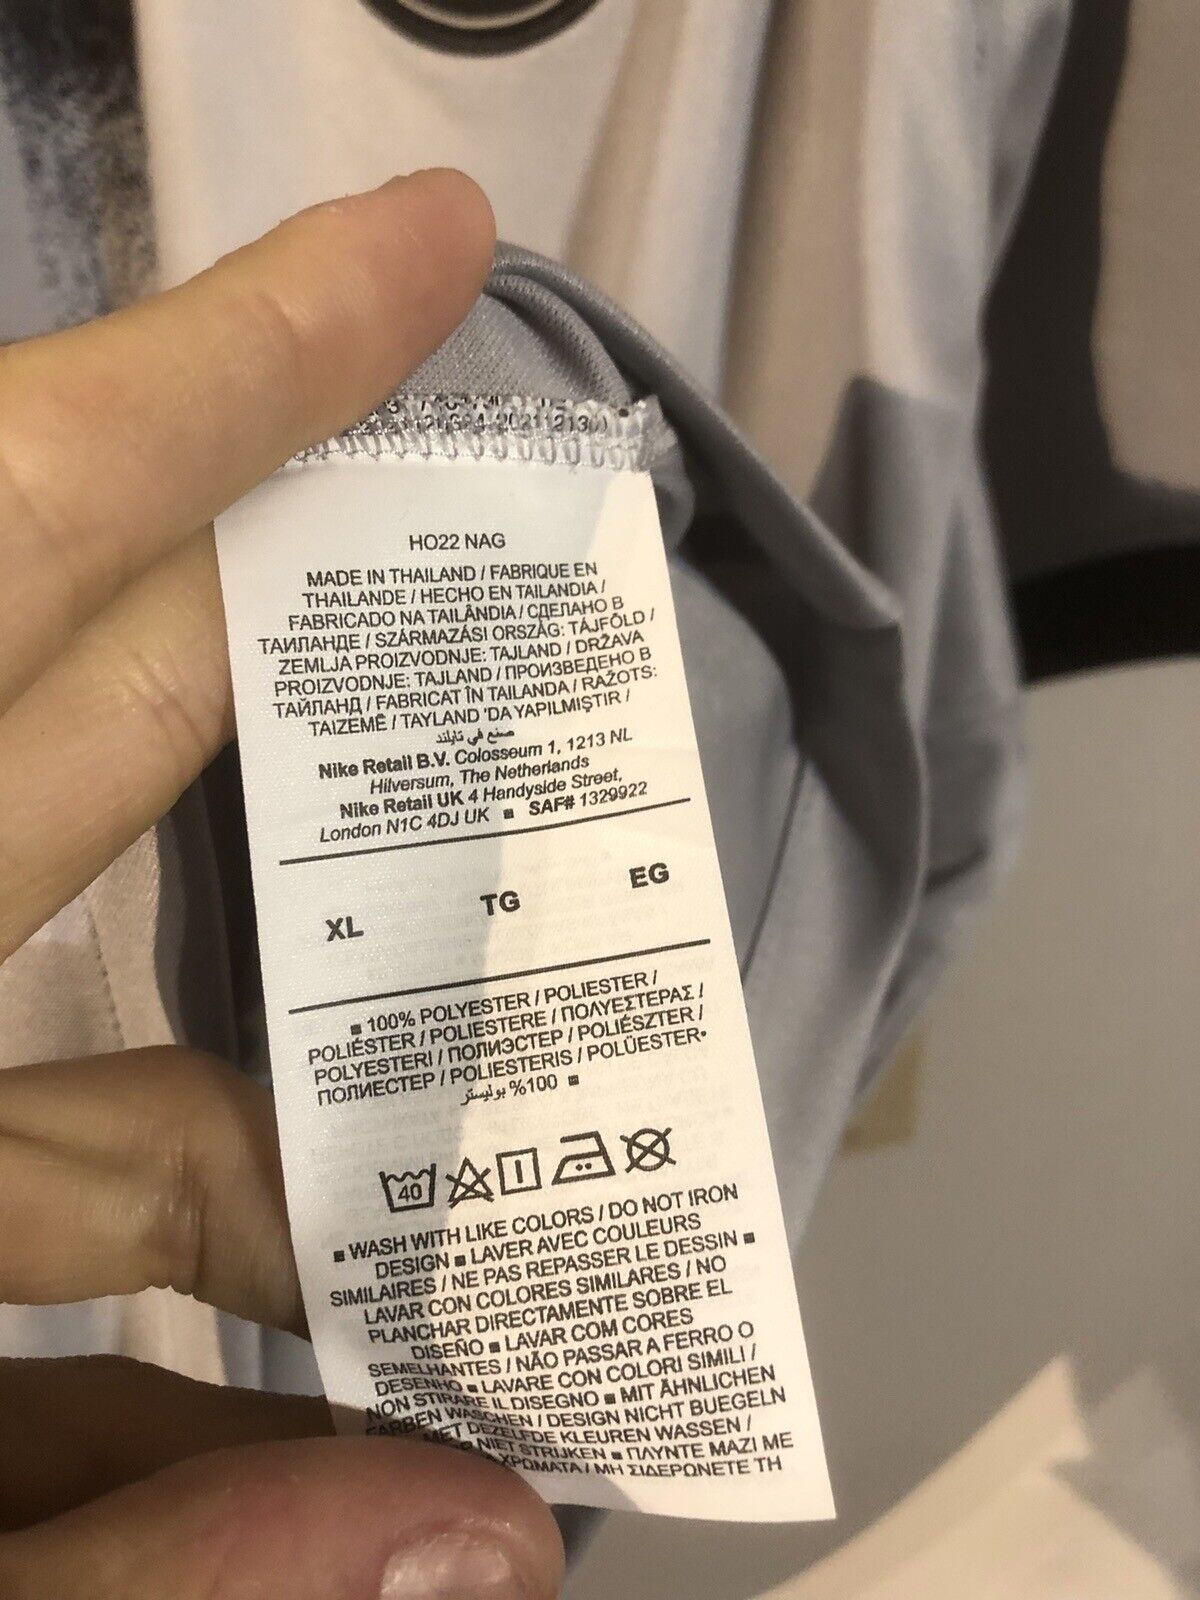 HO22 NAG
MADE IN THAILAND / FABRIQUE EN
THAILANDE / HECHO EN TAILANDIA /
FABRICADO NA TAILÂNDIA / СДЕЛАНО В
ТАИЛАНДЕ / SZÁRMAZÁSI ORSZÁG: TÁJFÖLD /
ZEMLJA PROIZVODNJE: TAJLAND / DRŽAVA
PROIZVODNJE: TAJLAND / ПРОИЗВЕДЕНО В
ТАЙЛАНД / FABRICAT ÎN TAILANDA / RAŽOTS:
TAIZEMĒ / TAYLAND 'DA YAPILMIŞTIR /
صنع في تايلند
Nike Retail B.V. Colosseum 1, 1213 NL
Hilversum, The Netherlands
Nike Retail UK 4 Handyside Street,
London N1C 4DJ UK ■ SAF# 1329922
XL TG EG
■ 100% POLYESTER / POLIESTER /
POLIÉSTER / POLIESTERE / ΠΟΛΥΕΣΤΕΡΑΣ /
POLYESTERI / ПОЛИЭСТЕР / POLIÉSZTER /
ПОЛИЕСТЕР / POLIESTERIS / POLÜESTER•
100% بوليستر ■
40
■ WASH WITH LIKE COLORS / DO NOT IRON
DESIGN ■ LAVER AVEC COULEURS
SIMILAIRES / NE PAS REPASSER LE DESSIN ■
LAVAR CON COLORES SIMILARES / NO
PLANCHAR DIRECTAMENTE SOBRE EL
DISEÑO ■ LAVAR COM CORES
SEMELHANTES / NÃO PASSAR A FERRO O
DESENHO ■ LAVARE CON COLORI SIMILI /
NON STIRARE IL DISEGNO ■ MIT ÄHNLICHEN
FARBEN WASCHEN / DESIGN NICHT BUEGELN
MET DEZELFDE KLEUREN WASSEN /
NIET STRIJKEN ■ ΠΛΥΝΤΕ ΜΑΖΙ ΜΕ
ΧΡΩΜΑΤΑ / ΜΗ ΣΙΔΕΡΩΝΕΤΕ ΤΗ